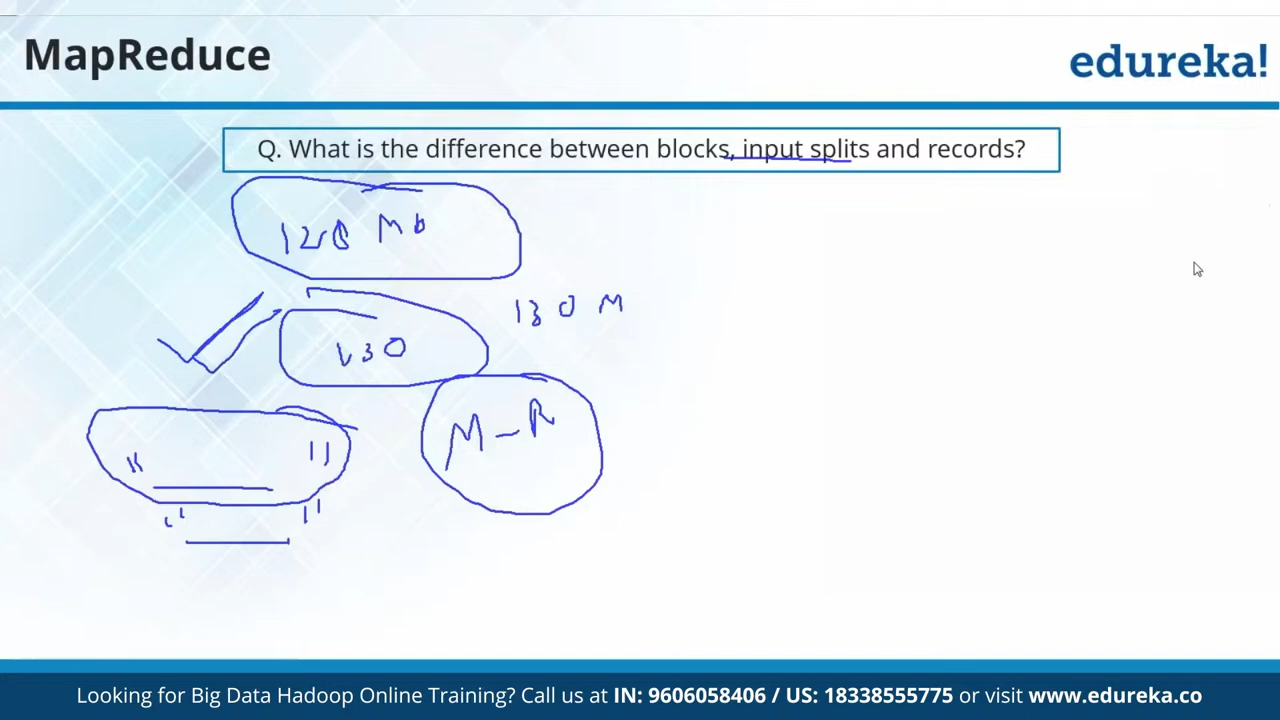 MapReduce
edureka!
Q. What is the difference between blocks, input splits and records?
128 Mb
130 M
130
M-R
Looking for Big Data Hadoop Online Training? Call us at IN: 9606058406 / US: 18338555775 or visit www.edureka.co